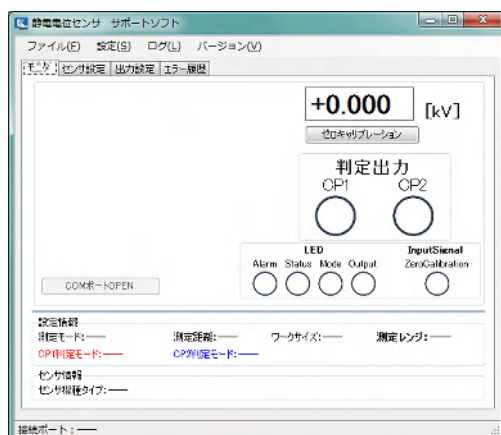 静電電位センサ サポートソフト
ファイル(F) 設定(S) ログ(L) バージョン(V)
モニタ センサ設定 出力設定 エラー履歴
+0.000 [kV]
ゼロキャリブレーション
判定出力
CP1 CP2
LED InputSignal
Alarm Status Mode Output ZeroCalibration
COMポートOPEN
設定情報
測定モード:―― 測定距離:―― ワークサイズ:―― 測定レンジ:――
CP1判定モード:―― CP2判定モード:――
センサ情報
センサ機種タイプ:――
接続ポート:――